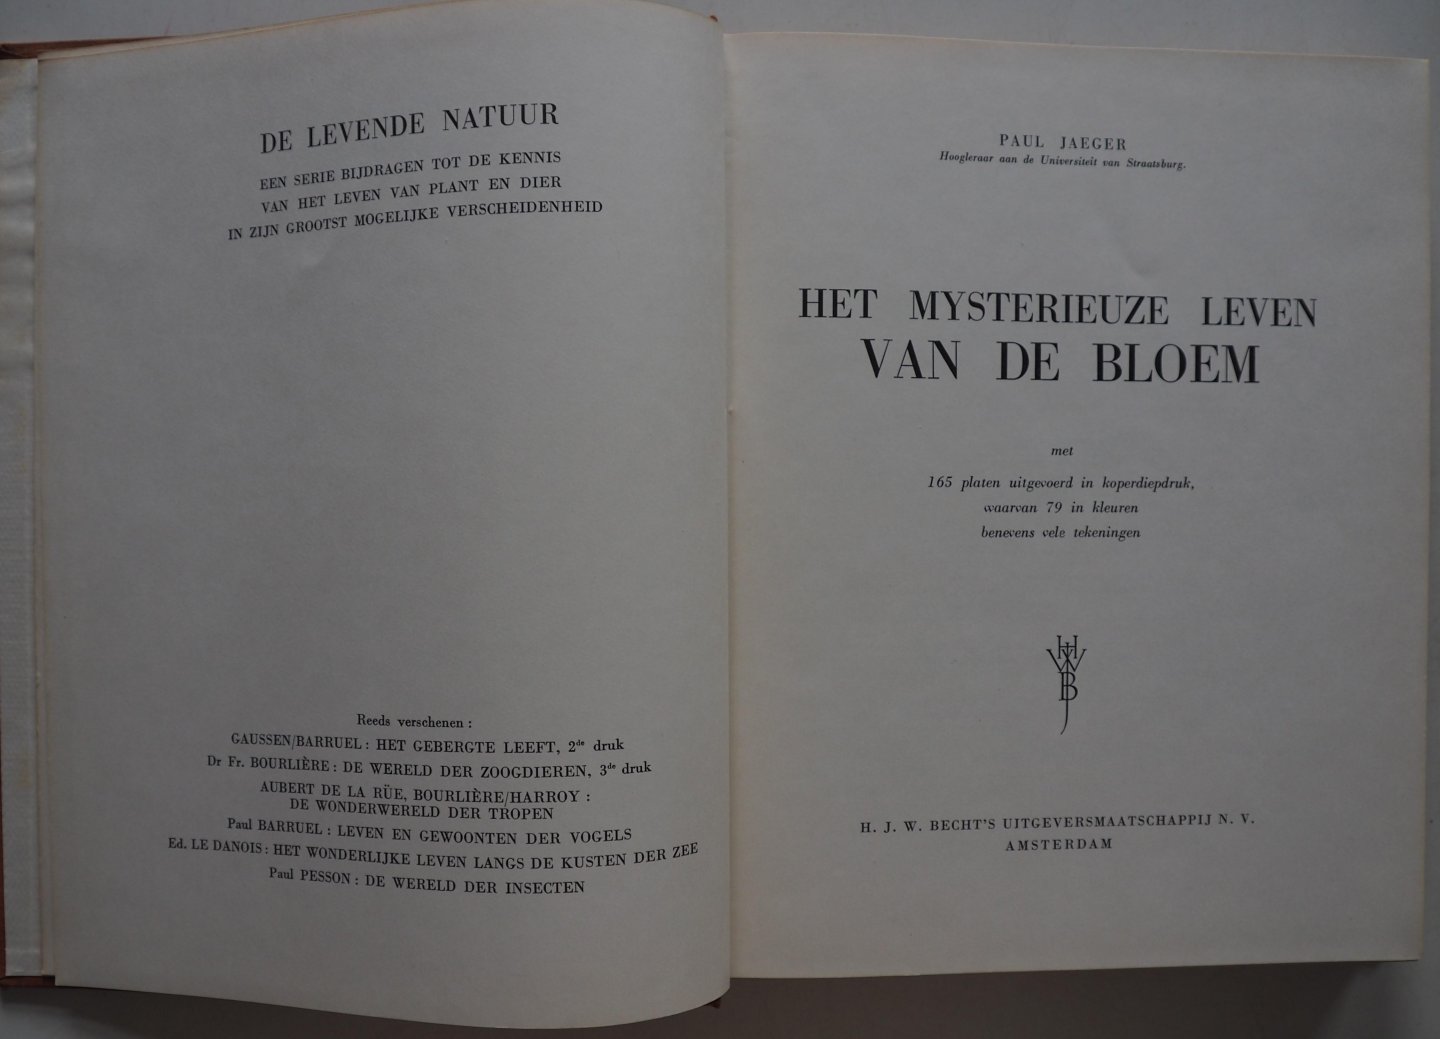 DE LEVENDE NATUUR
EEN SERIE BIJDRAGEN TOT DE KENNIS
VAN HET LEVEN VAN PLANT EN DIER
IN ZIJN GROOTST MOGELIJKE VERSCHEIDENHEID
Reeds verschenen :
GAUSSEN/BARRUEL : HET GEBERGTE LEEFT, 2de druk
Dr Fr. BOURLIÈRE : DE WERELD DER ZOOGDIEREN, 3de druk
AUBERT DE LA RÜE, BOURLIÈRE/HARROY :
DE WONDERWERELD DER TROPEN
Paul BARRUEL : LEVEN EN GEWOONTEN DER VOGELS
Ed. LE DANOIS : HET WONDERLIJKE LEVEN LANGS DE KUSTEN DER ZEE
Paul PESSON : DE WERELD DER INSECTEN
PAUL JAEGER
Hoogleraar aan de Universiteit van Straatsburg.
HET MYSTERIEUZE LEVEN
VAN DE BLOEM
met
165 platen uitgevoerd in koperdiepdruk,
waarvan 79 in kleuren
benevens vele tekeningen
HJWB
H. J. W. BECHT'S UITGEVERSMAATSCHAPPIJ N. V.
AMSTERDAM